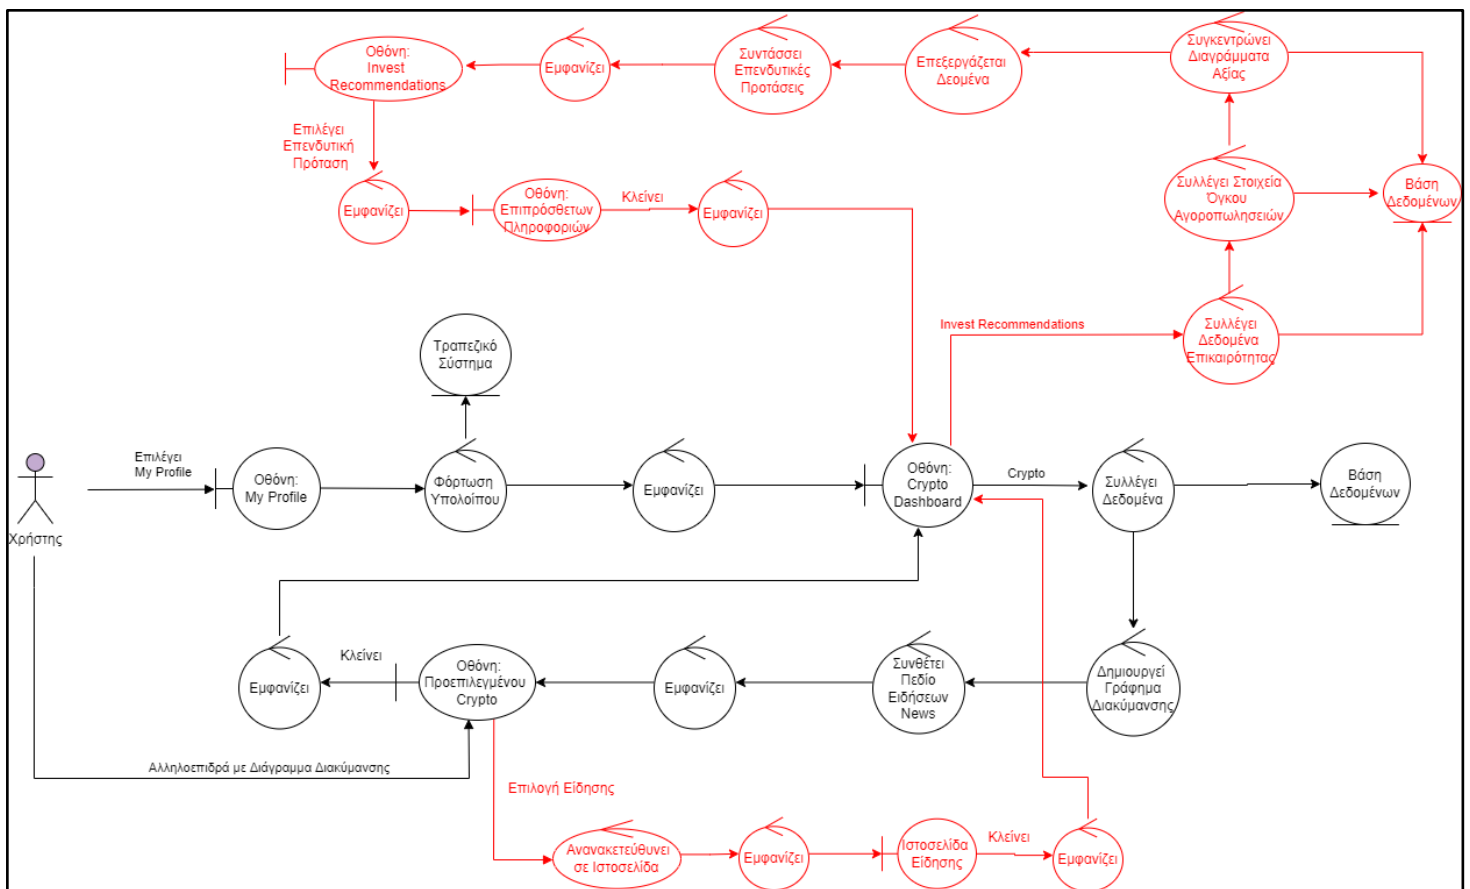 Οθόνη:
Invest
Recommendations
Εμφανίζει
Συντάσσει
Επενδυτικές
Προτάσεις
Επεξεργάζεται
Δεομένα
Συγκεντρώνει
Διαγράμματα
Αξίας
Επιλέγει
Επενδυτική
Πρόταση
Εμφανίζει
Οθόνη:
Επιπρόσθετων
Πληροφοριών
Κλείνει
Εμφανίζει
Συλλέγει Στοιχεία
Όγκου
Αγοροπωλησειών
Βάση
Δεδομένων
Invest Recommendations
Συλλέγει
Δεδομένα
Επικαιρότητας
Τραπεζικό
Σύστημα
Χρήστης
Επιλέγει
My Profile
Οθόνη:
My Profile
Φόρτωση
Υπολοίπου
Εμφανίζει
Οθόνη:
Crypto
Dashboard
Crypto
Συλλέγει
Δεδομένα
Βάση
Δεδομένων
Εμφανίζει
Κλείνει
Οθόνη:
Προεπιλεγμένου
Crypto
Εμφανίζει
Συνθέτει
Πεδίο
Ειδήσεων
News
Δημιουργεί
Γράφημα
Διακύμανσης
Αλληλοεπιδρά με Διάγραμμα Διακύμανσης
Επιλογή Είδησης
Ανανακετεύθυνει
σε Ιστοσελίδα
Εμφανίζει
Ιστοσελίδα
Είδησης
Κλείνει
Εμφανίζει